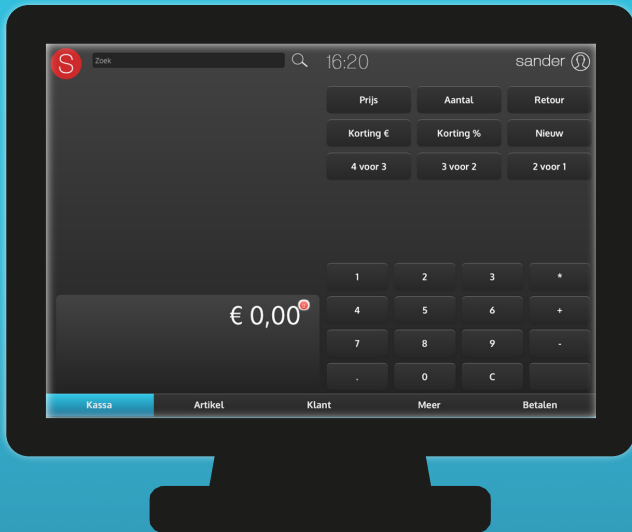 S
Zoek
16:20
sander
Prijs Aantal Retour
Korting € Korting % Nieuw
4 voor 3 3 voor 2 2 voor 1
1 2 3 *
€ 0,00
4 5 6 +
7 8 9 -
. 0 C
Kassa Artikel Klant Meer Betalen